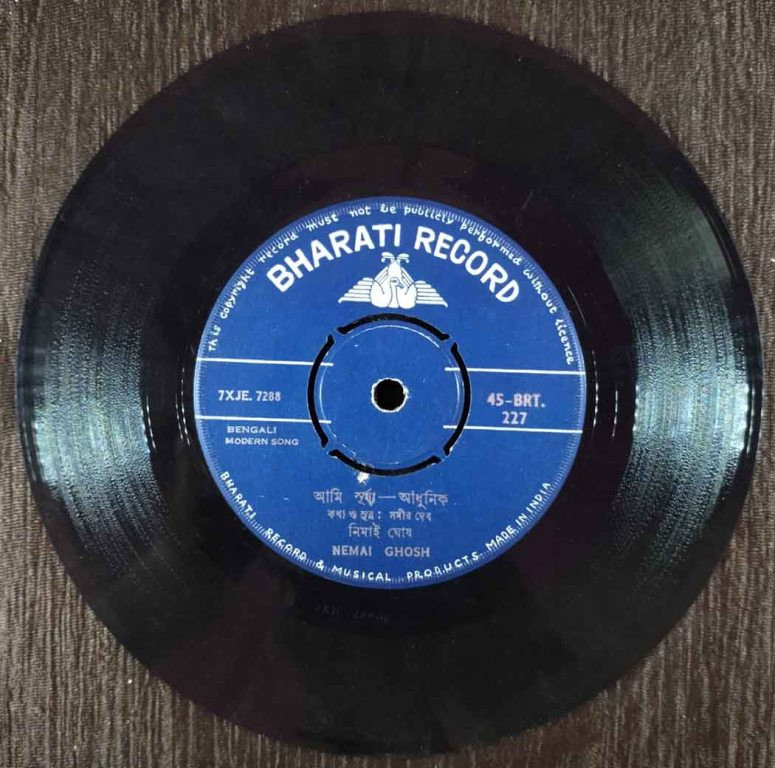 This copyright record must not be publicly performed without licence
BHARATI RECORD
7XJE. 7288
45-BRT.
227
BENGALI
MODERN SONG
আমি সূর্য্য—আধুনিক
কথা ও সুর : সমীর দেব
নিমাই ঘোষ
NEMAI GHOSH
BHARATI RECORD & MUSICAL PRODUCTS. MADE IN INDIA